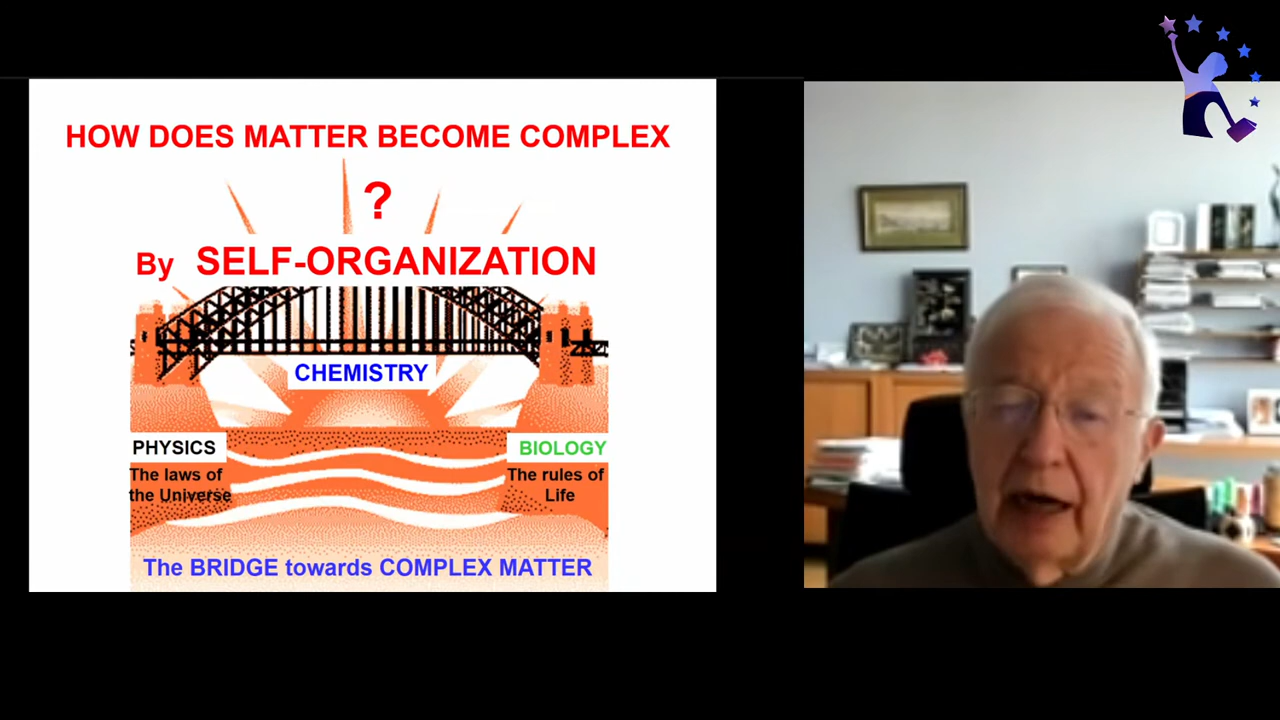 HOW DOES MATTER BECOME COMPLEX
?
By SELF-ORGANIZATION
CHEMISTRY
PHYSICS
The laws of
the Universe
BIOLOGY
The rules of
Life
The BRIDGE towards COMPLEX MATTER